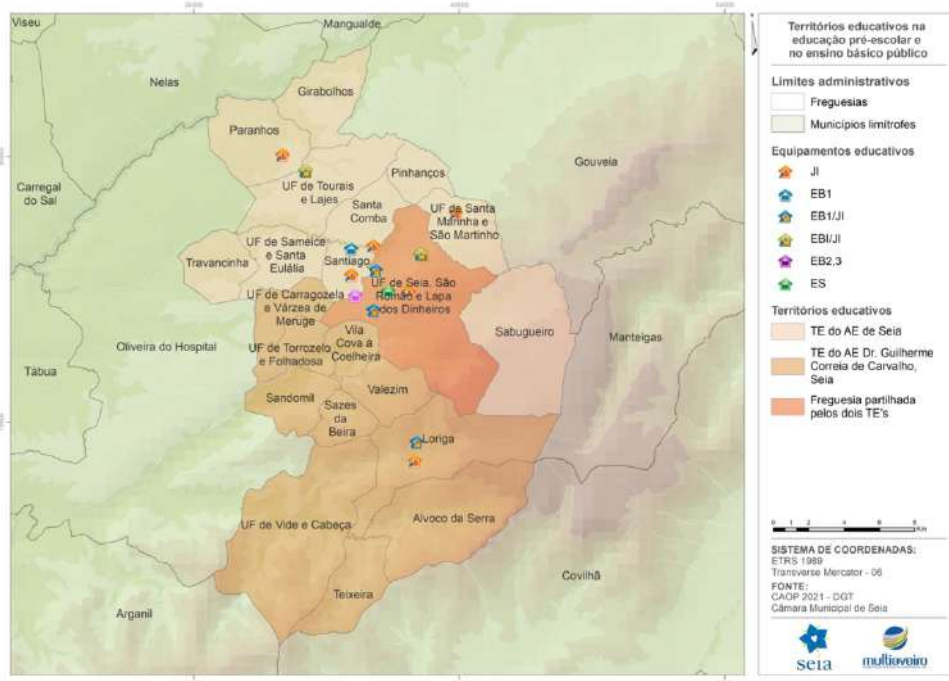 Viseu
Mangualde
Nelas
Girabolhos
Paranhos
Gouveia
Pinhanços
UF de Tourais
e Lajes
Carregal
do Sal
Santa
Comba
UF de Santa
Marinha e
São Martinho
UF de Sameice
e Santa
Eulália
Travancinha
Santiago
UF de Seia, São
Romão e Lapa
dos Dinheiros
UF de Carragozela
e Várzea de
Meruge
Sabugueiro
Manteigas
Oliveira do Hospital
Vila
Cova à
Coelheira
UF de Torrozelo
e Folhadosa
Tábua
Valezim
Sandomil
Sazes
da
Beira
Loriga
UF de Vide e Cabeça
Alvoco da Serra
Covilhã
Teixeira
Arganil
Territórios educativos na
educação pré-escolar e
no ensino básico público
Limites administrativos
Freguesias
Municípios limítrofes
Equipamentos educativos
JI
EB1
EB1/JI
EBI/JI
EB2,3
ES
Territórios educativos
TE do AE de Seia
TE do AE Dr. Guilherme
Correia de Carvalho,
Seia
Freguesia partilhada
pelos dois TE's
0 1 2 4 6 8
Km
SISTEMA DE COORDENADAS:
ETRS 1989
Transverse Mercator - 06
FONTE:
CAOP 2021 - DGT
Câmara Municipal de Seia
seia
multiaveiro